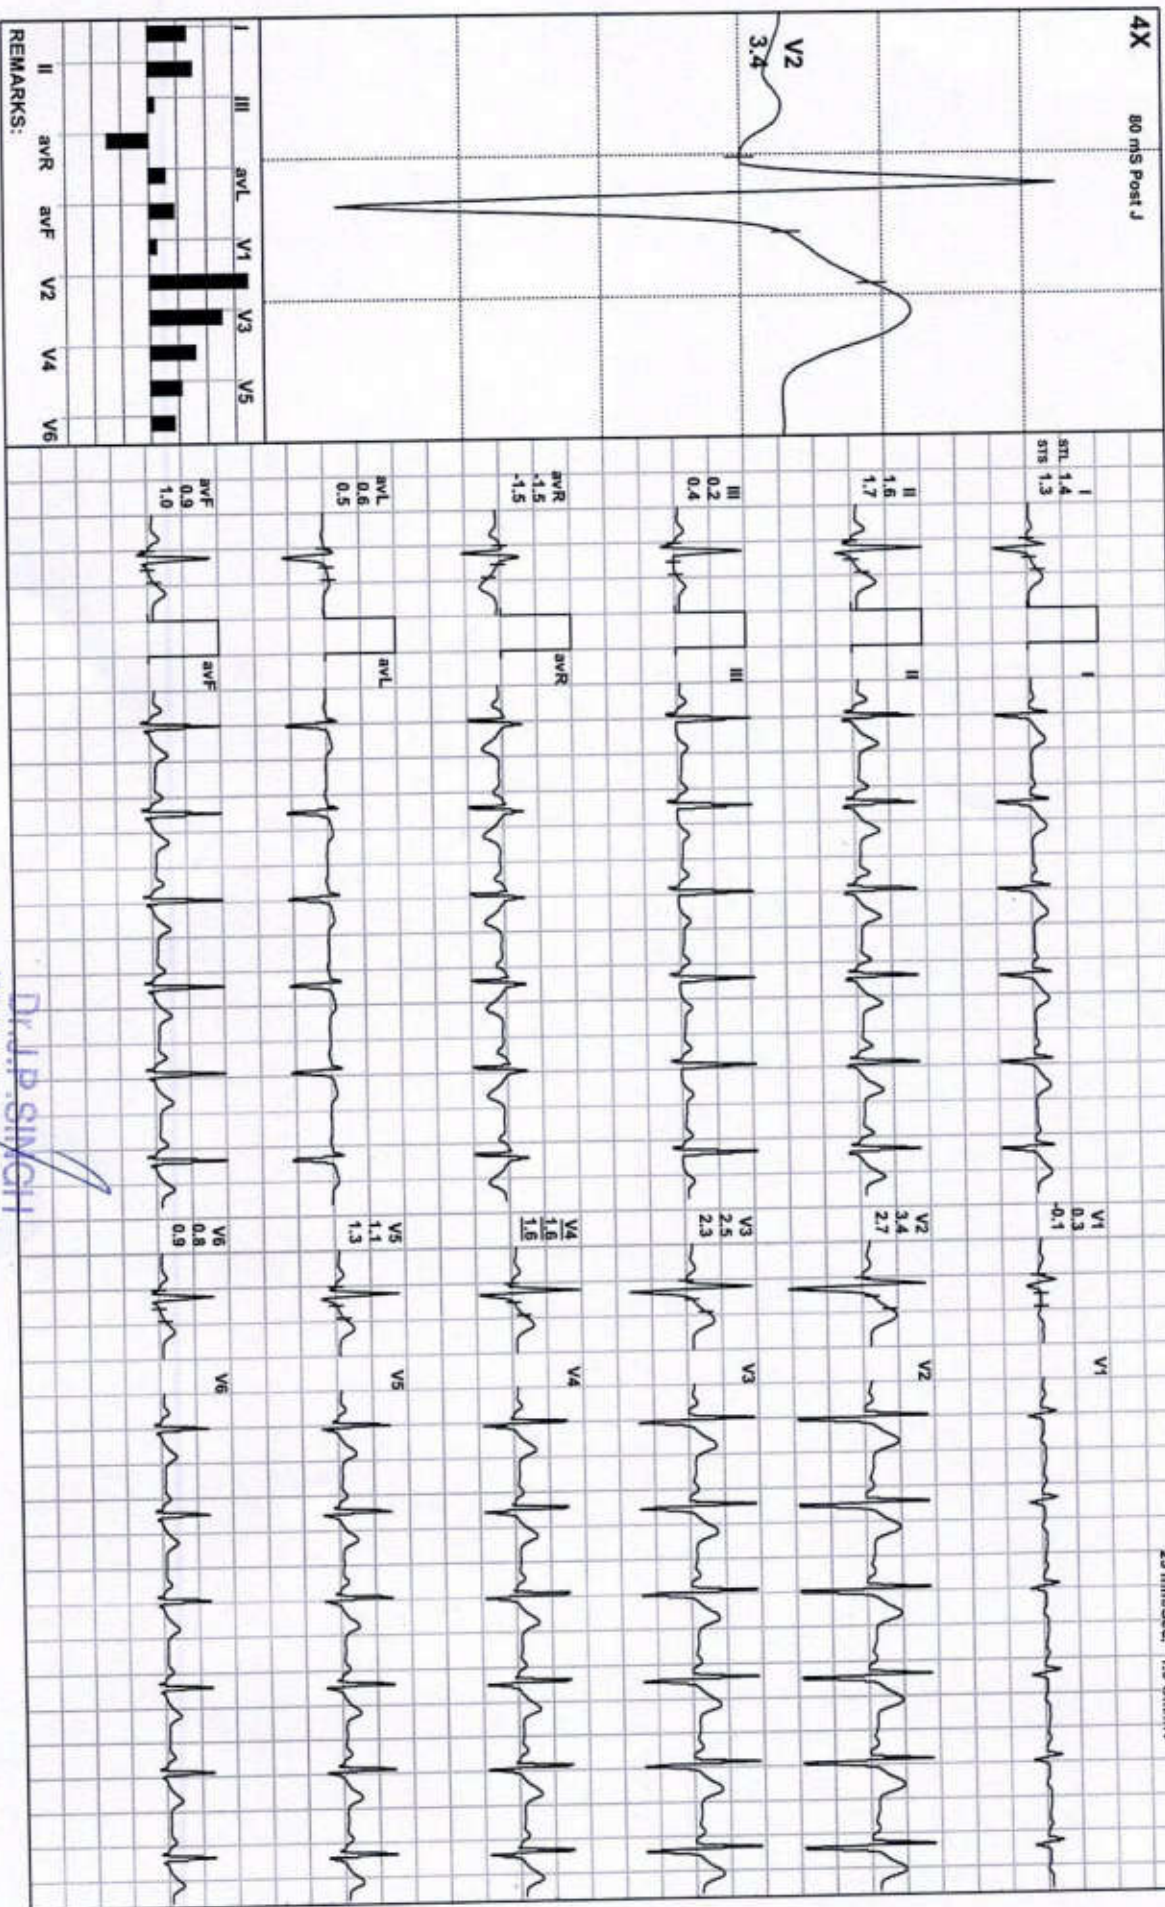 4X
80 mS Post J
V2
3.4
I
III
avL
V1
V3
V5
II
avR
avF
V2
V4
V6
REMARKS:
I
STL 1.4
STS 1.3
I
V1
0.3
-0.1
V1
II
1.6
1.7
II
V2
3.4
2.7
V2
III
0.2
0.4
III
V3
2.5
2.3
V3
avR
-1.5
-1.5
avR
V4
1.6
1.6
V4
avL
0.6
0.5
avL
V5
1.1
1.3
V5
avF
0.9
1.0
avF
V6
0.8
0.9
V6
Dr.J.P.SINGH